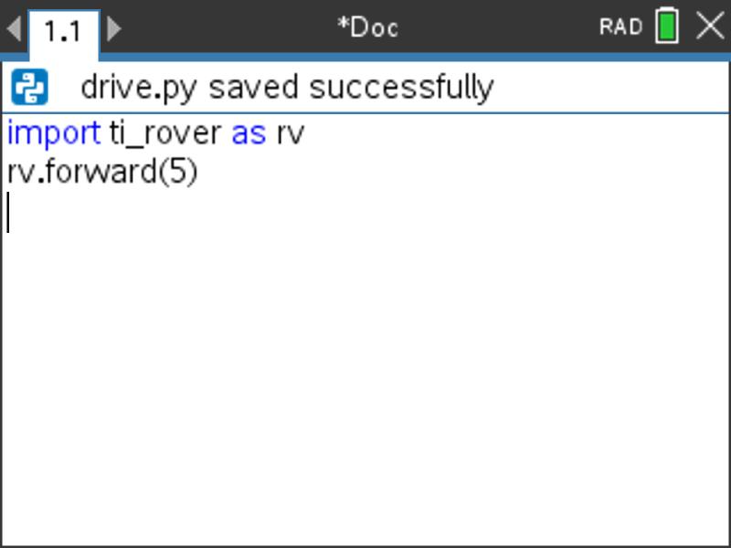 1.1
*Doc
RAD
drive.py saved successfully
import ti_rover as rv
rv.forward(5)